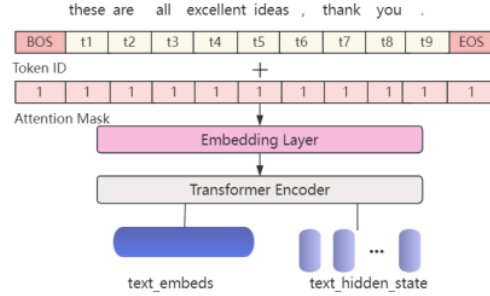 these are all excellent ideas , thank you .
BOS t1 t2 t3 t4 t5 t6 t7 t8 t9 EOS
Token ID +
1 1 1 1 1 1 1 1 1 1 1
Attention Mask
Embedding Layer
Transformer Encoder
...
text_embeds text_hidden_state